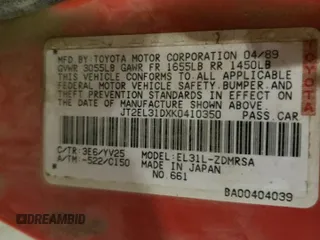 MFD BY TOYOTA MOTOR CORPORATION 04/89
GVWR 3055LB GAWR FR 1655LB RR 1450LB
THIS VEHICLE CONFORMS TO ALL APPLICABLE
FEDERAL MOTOR VEHICLE SAFETY, BUMPER, AND
THEFT PREVENTION STANDARDS IN EFFECT ON
THE DATE OF MANUFACTURE SHOWN ABOVE.
JT2EL31DXK0410350 PASS. CAR
C/TR: 3E6/YV25 MODEL: EL31L-ZDMRSA
A/TM: -522/C150 MADE IN JAPAN
NO. 661
BA00404039
DREAMBID